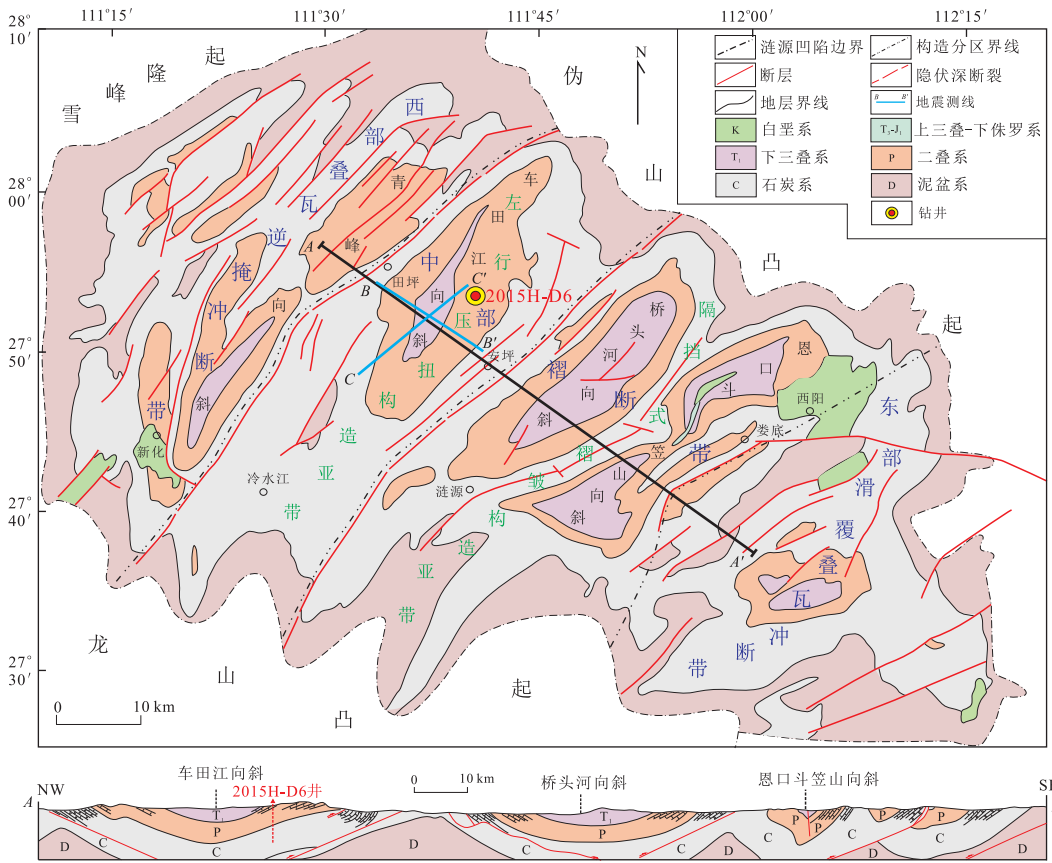 111°15′
111°30′
111°45′
112°00′
112°15′
28°
10′
28°
00′
27°
50′
27°
40′
27°
30′
雪峰隆起
伪山凸起
龙山凸起
N
涟源凹陷边界
构造分区界线
断层
隐伏深断裂
地层界线
B B′ 地震测线
K 白垩系
T₃-J₁ 上三叠-下侏罗系
T₁ 下三叠系
P 二叠系
C 石炭系
D 泥盆系
钻井
西部叠瓦逆掩冲断带
中部褶断带
东部滑覆叠瓦冲断带
左行压扭构造亚带
隔挡式褶皱构造亚带
青峰向斜
车田江向斜
桥头河向斜
恩口斗笠山向斜
A
A′
B
B′
C
C′
2015H-D6
田坪
安坪
新化
冷水江
涟源
娄底
西阳
0 10 km
车田江向斜
桥头河向斜
恩口斗笠山向斜
2015H-D6井
0 10 km
NW
SE
A
T₁
P
C
D
D
C
C
D
C
T₁
P
C
D
C
P
P
C
P
C
D
C
D